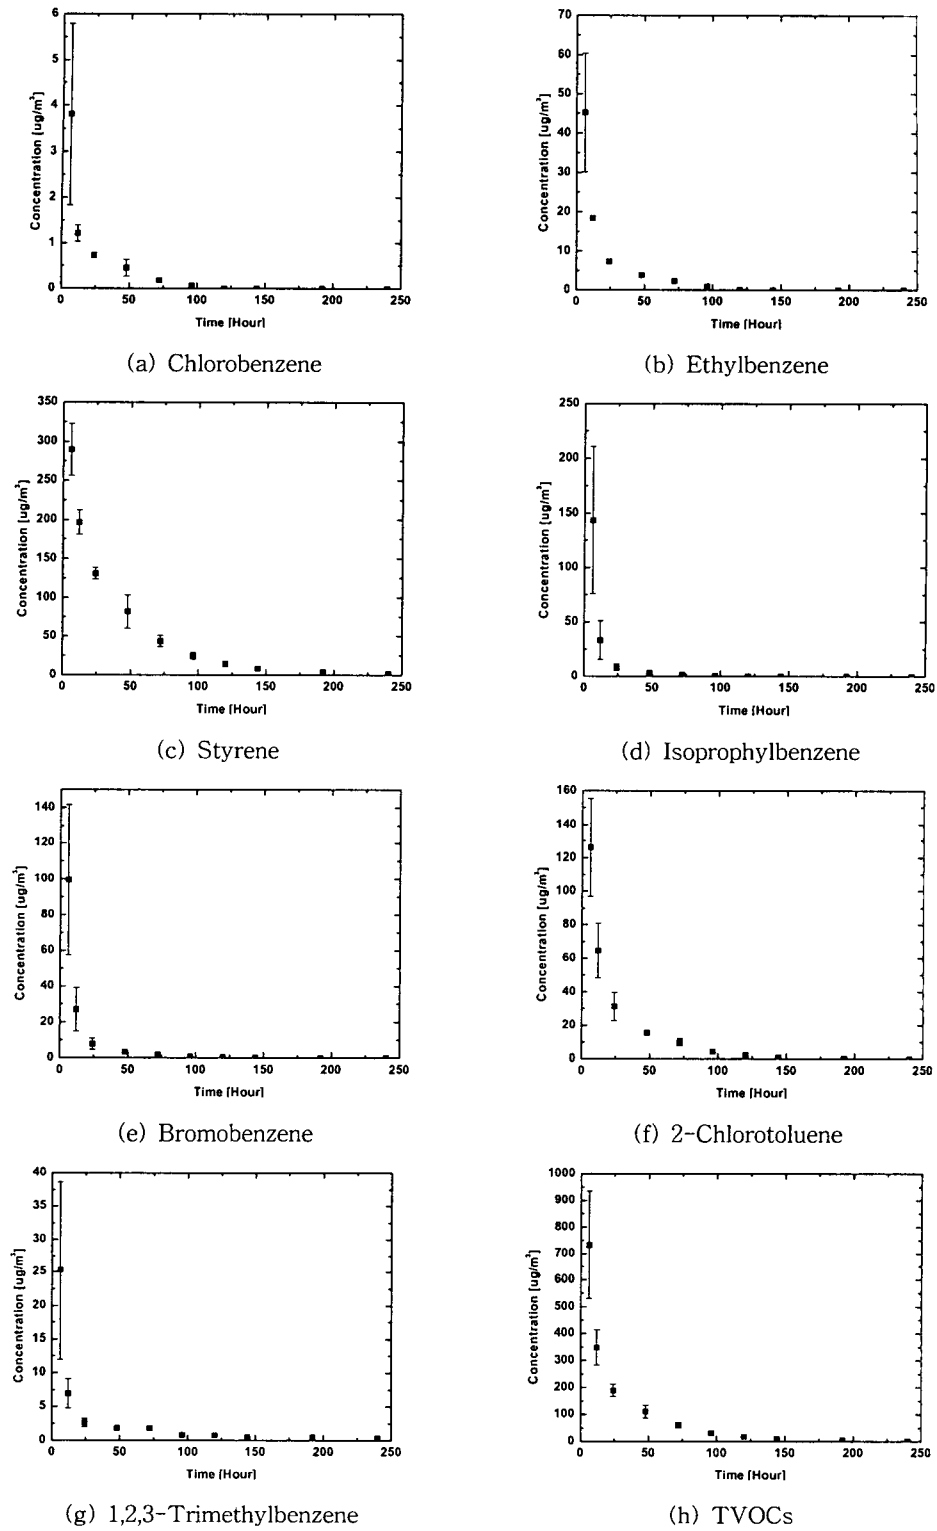 6
5
4
3
2
1
0
0 50 100 150 200 250
Concentration [ug/m³]
Time [Hour]
(a) Chlorobenzene
70
60
50
40
30
20
10
0
0 50 100 150 200 250
Concentration [ug/m³]
Time [Hour]
(b) Ethylbenzene
350
300
250
200
150
100
50
0
0 50 100 150 200 250
Concentration [ug/m³]
Time [Hour]
(c) Styrene
250
200
150
100
50
0
0 50 100 150 200 250
Concentration [ug/m³]
Time [Hour]
(d) Isoprophylbenzene
140
120
100
80
60
40
20
0
0 50 100 150 200 250
Concentration [ug/m³]
Time [Hour]
(e) Bromobenzene
160
140
120
100
80
60
40
20
0
0 50 100 150 200 250
Concentration [ug/m³]
Time [Hour]
(f) 2-Chlorotoluene
40
35
30
25
20
15
10
5
0
0 50 100 150 200 250
Concentration [ug/m³]
Time [Hour]
(g) 1,2,3-Trimethylbenzene
1000
900
800
700
600
500
400
300
200
100
0
0 50 100 150 200 250
Concentration [ug/m³]
Time [Hour]
(h) TVOCs